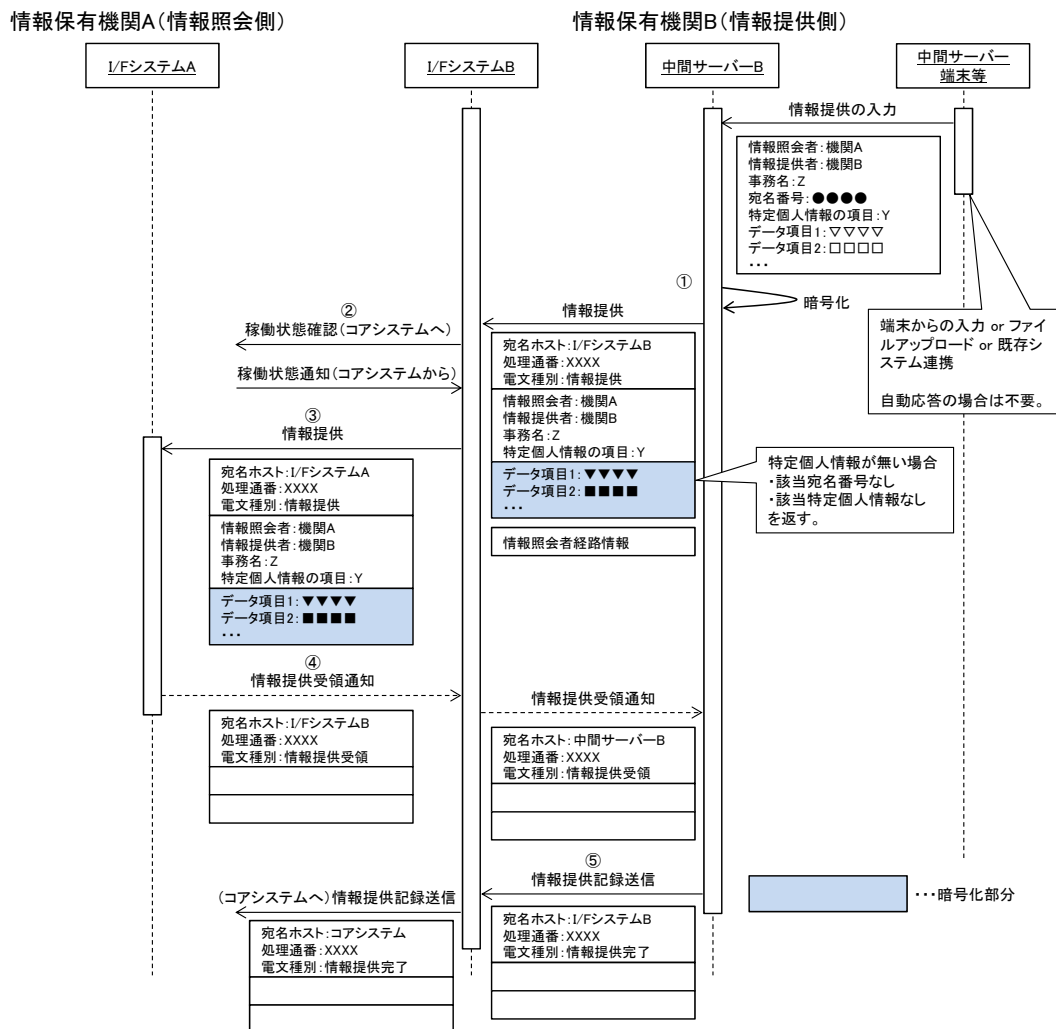 情報保有機関A(情報照会側)
情報保有機関B(情報提供側)
I/FシステムA
I/FシステムB
中間サーバーB
中間サーバー
端末等
情報提供の入力
情報照会者:機関A
情報提供者:機関B
事務名:Z
宛名番号:●●●●
特定個人情報の項目:Y
データ項目1:▽▽▽▽
データ項目2:□□□□
・・・
①
暗号化
端末からの入力 or ファイ
ルアップロード or 既存シ
ステム連携
自動応答の場合は不要。
情報提供
宛名ホスト:I/FシステムB
処理通番:XXXX
電文種別:情報提供
情報照会者:機関A
情報提供者:機関B
事務名:Z
特定個人情報の項目:Y
データ項目1:▼▼▼▼
データ項目2:■■■■
・・・
情報照会者経路情報
特定個人情報が無い場合
・該当宛名番号なし
・該当特定個人情報なし
を返す。
②
稼働状態確認(コアシステムへ)
稼働状態通知(コアシステムから)
③
情報提供
宛名ホスト:I/FシステムA
処理通番:XXXX
電文種別:情報提供
情報照会者:機関A
情報提供者:機関B
事務名:Z
特定個人情報の項目:Y
データ項目1:▼▼▼▼
データ項目2:■■■■
・・・
④
情報提供受領通知
宛名ホスト:I/FシステムB
処理通番:XXXX
電文種別:情報提供受領
情報提供受領通知
宛名ホスト:中間サーバーB
処理通番:XXXX
電文種別:情報提供受領
⑤
情報提供記録送信
宛名ホスト:I/FシステムB
処理通番:XXXX
電文種別:情報提供完了
(コアシステムへ)情報提供記録送信
宛名ホスト:コアシステム
処理通番:XXXX
電文種別:情報提供完了
・・・暗号化部分